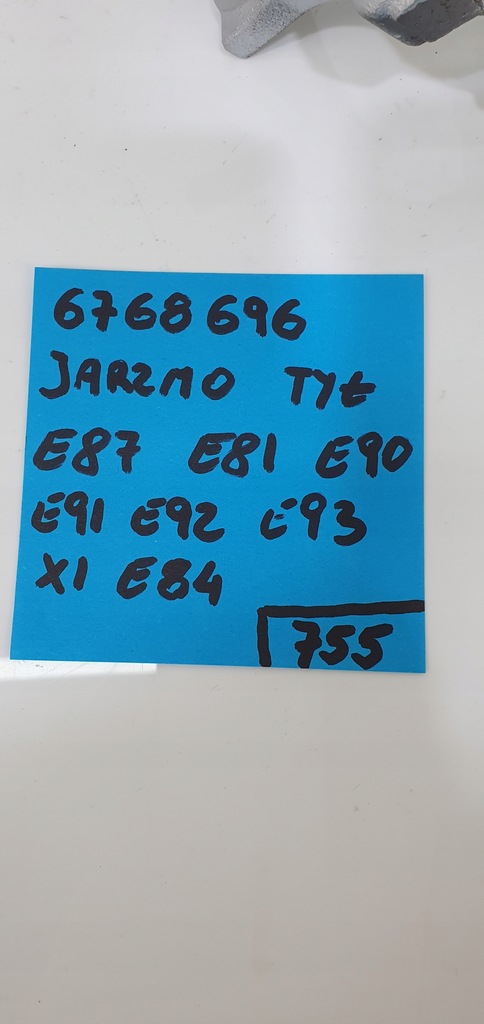 6768696
JARZMO TYŁ
E87 E81 E90
E91 E92 E93
X1 E84
755